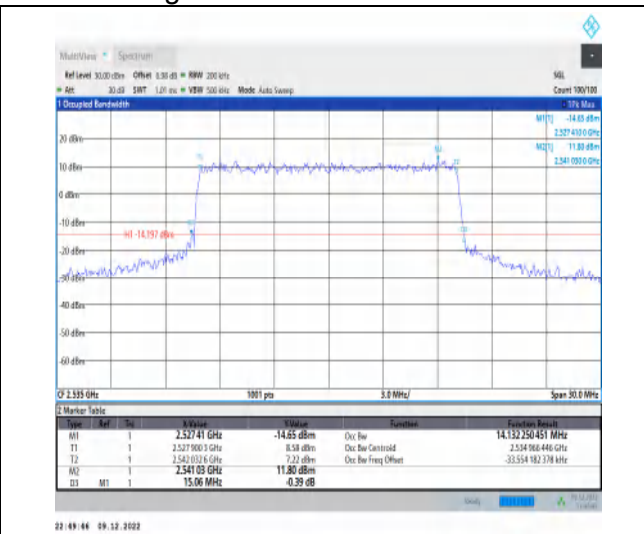 MultiView Spectrum
Ref Level 30.00 dBm Offset 8.50 dB RBW 200 kHz SGL
Att 30 dB SWT 1.01 ms VBW 500 kHz Mode Auto Sweep Count 100/100
1 Occupied Bandwidth 1Pk Max
M1[1] -14.65 dBm
2.527 410 0 GHz
M2[1] 11.80 dBm
2.541 030 0 GHz
20 dBm
10 dBm
0 dBm
-10 dBm
H1 -14.197 dBm
-20 dBm
-30 dBm
-40 dBm
-50 dBm
-60 dBm
CF 2.535 GHz 1001 pts 3.0 MHz/ Span 30.0 MHz
2 Marker Table
Type Ref Trc X-Value Y-Value Function Function Result
M1 1 2.52741 GHz -14.65 dBm Occ Bw 14.132 250 451 MHz
T1 1 2.527 900 3 GHz 8.58 dBm Occ Bw Centroid 2.534 966 446 GHz
T2 1 2.542 032 6 GHz 7.22 dBm Occ Bw Freq Offset -33.554 182 378 kHz
M2 1 2.54103 GHz 11.80 dBm
D3 M1 1 15.06 MHz -0.39 dB
Ready
22:49:46 09.12.2022